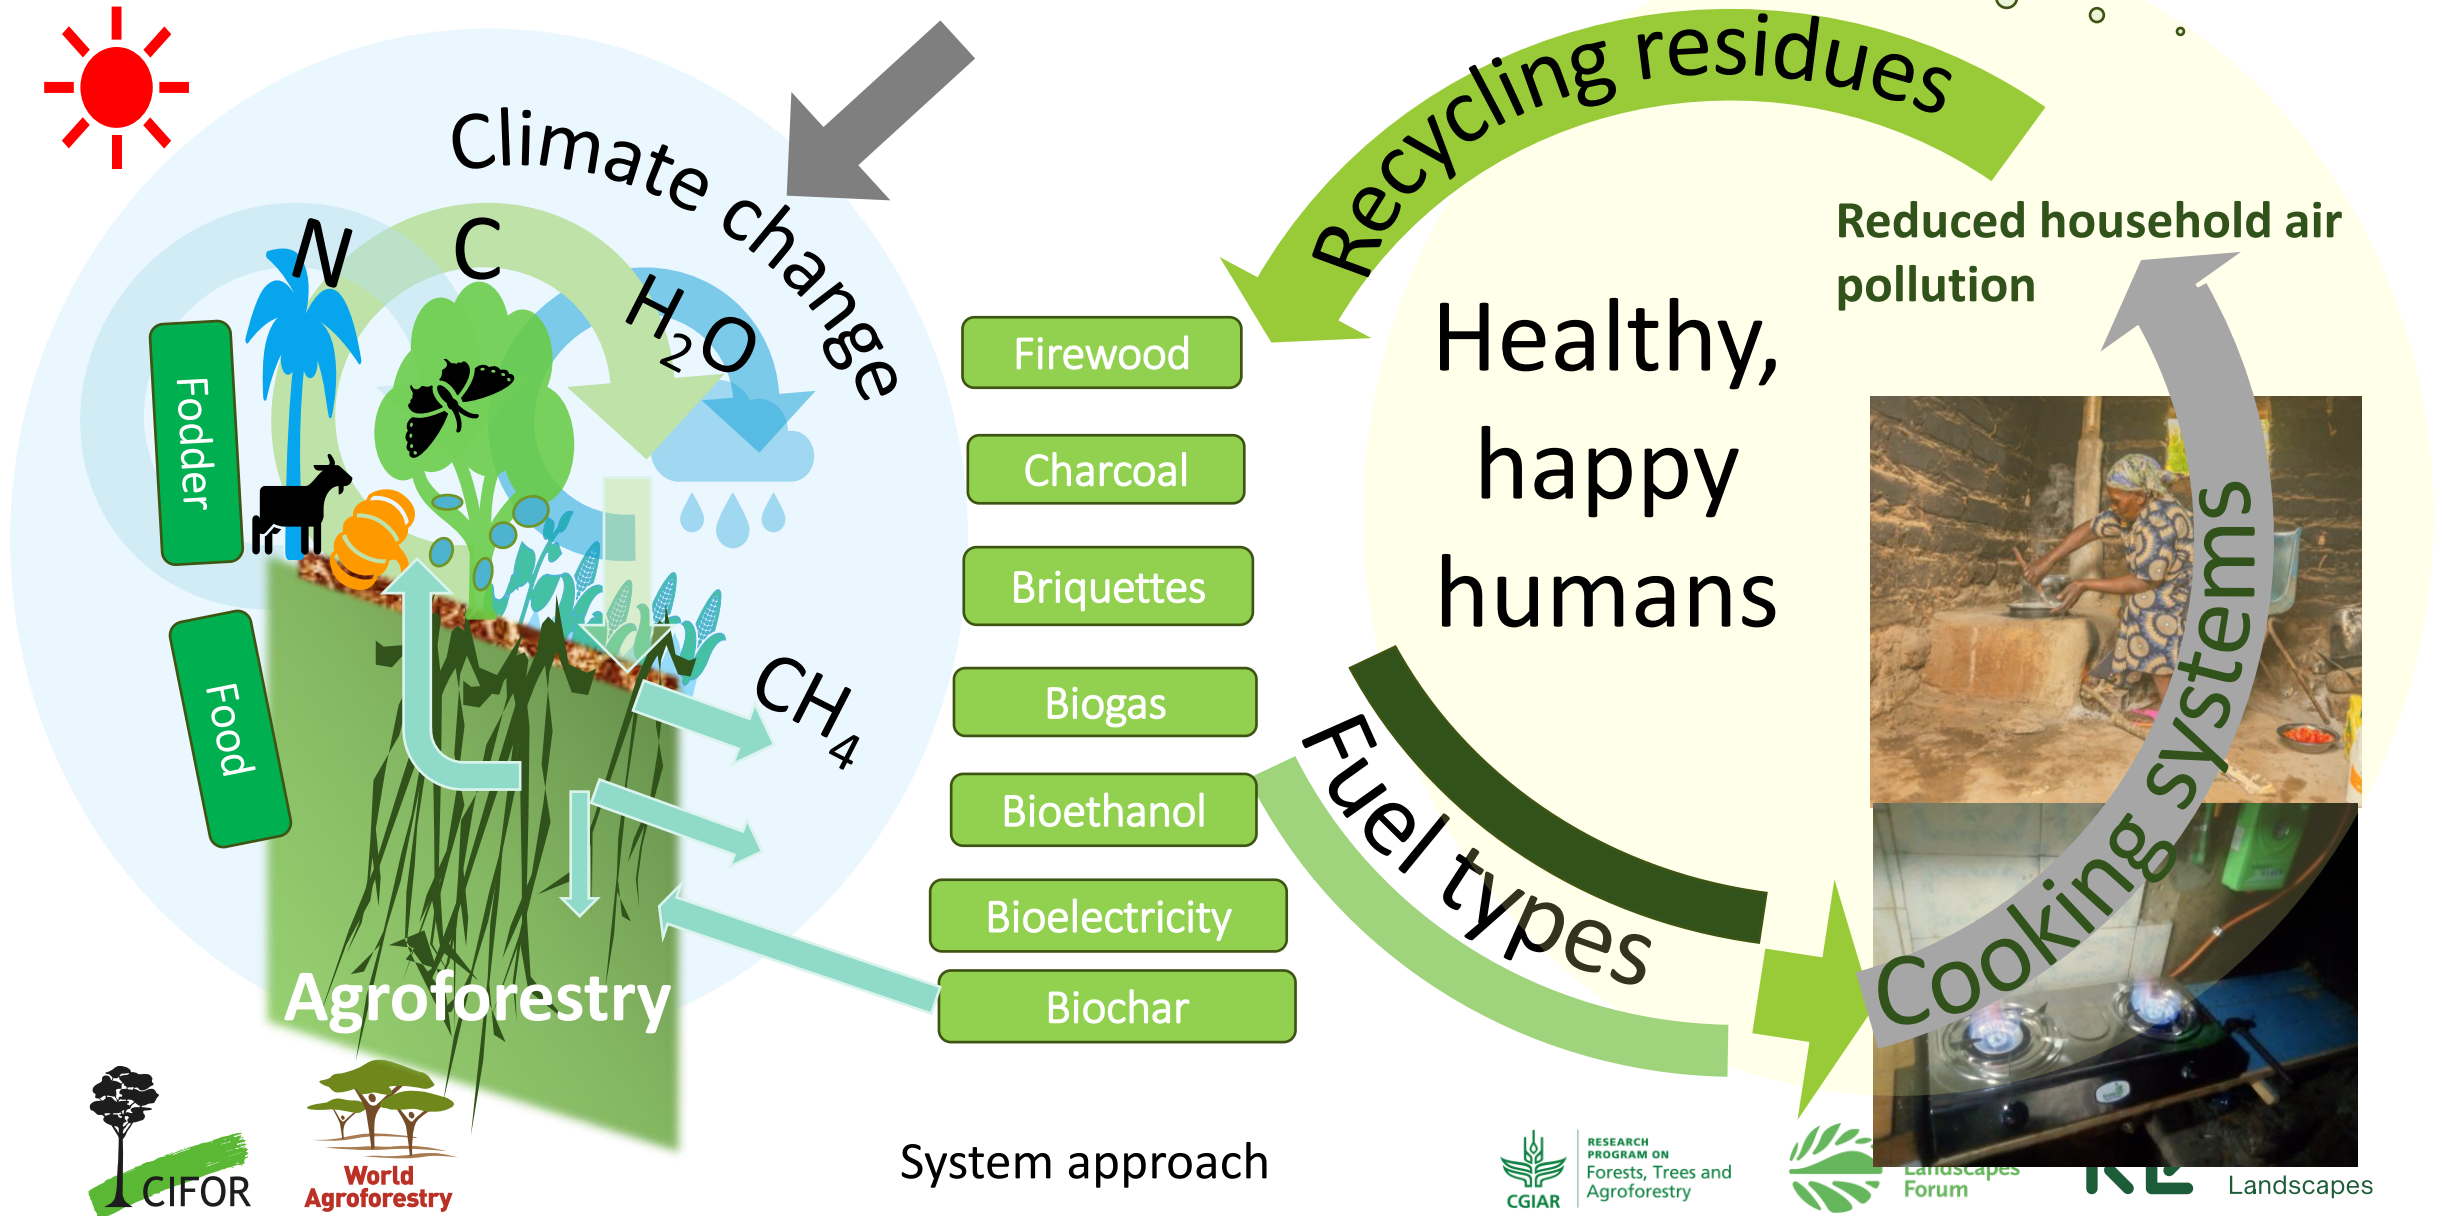 Climate change
N
C
H2O
Fodder
Food
CH4
Agroforestry
Firewood
Charcoal
Briquettes
Biogas
Bioethanol
Bioelectricity
Biochar
Recycling residues
Healthy,
happy
humans
Fuel types
Reduced household air
pollution
Cooking systems
System approach
CIFOR
World
Agroforestry
CGIAR
RESEARCH
PROGRAM ON
Forests, Trees and
Agroforestry
Landscapes
Forum
Landscapes